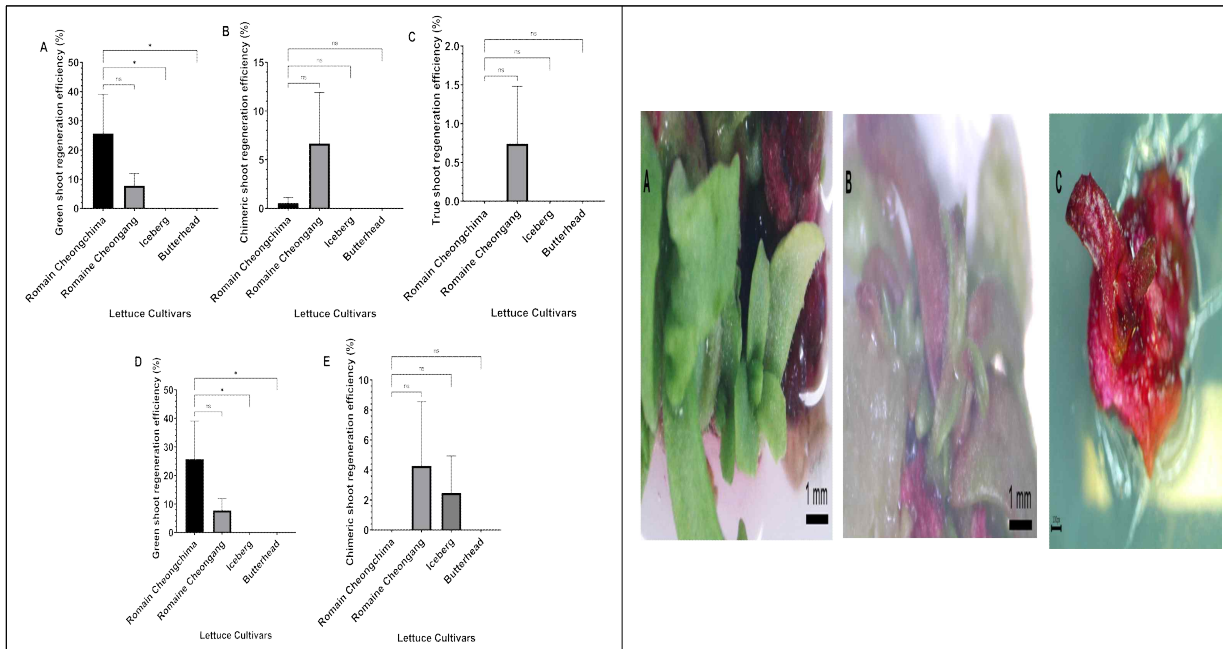 A
Green shoot regeneration efficiency (%)
50
40
30
20
10
0
*
*
ns
Romain Cheongchima
Romaine Cheongang
Iceberg
Butterhead
Lettuce Cultivars
B
Chimeric shoot regeneration efficiency (%)
15
10
5
0
ns
ns
ns
Romain Cheongchima
Romaine Cheongang
Iceberg
Butterhead
Lettuce Cultivars
C
True shoot regeneration efficiency (%)
2.0
1.5
1.0
0.5
0.0
ns
ns
ns
Romain Cheongchima
Romaine Cheongang
Iceberg
Butterhead
Lettuce Cultivars
D
Green shoot regeneration efficiency (%)
50
40
30
20
10
0
*
*
ns
Romain Cheongchima
Romaine Cheongang
Iceberg
Butterhead
Lettuce Cultivars
E
Chimeric shoot regeneration efficiency (%)
10
8
6
4
2
0
ns
ns
ns
Romain Cheongchima
Romaine Cheongang
Iceberg
Butterhead
Lettuce Cultivars
A
1 mm
B
1 mm
C